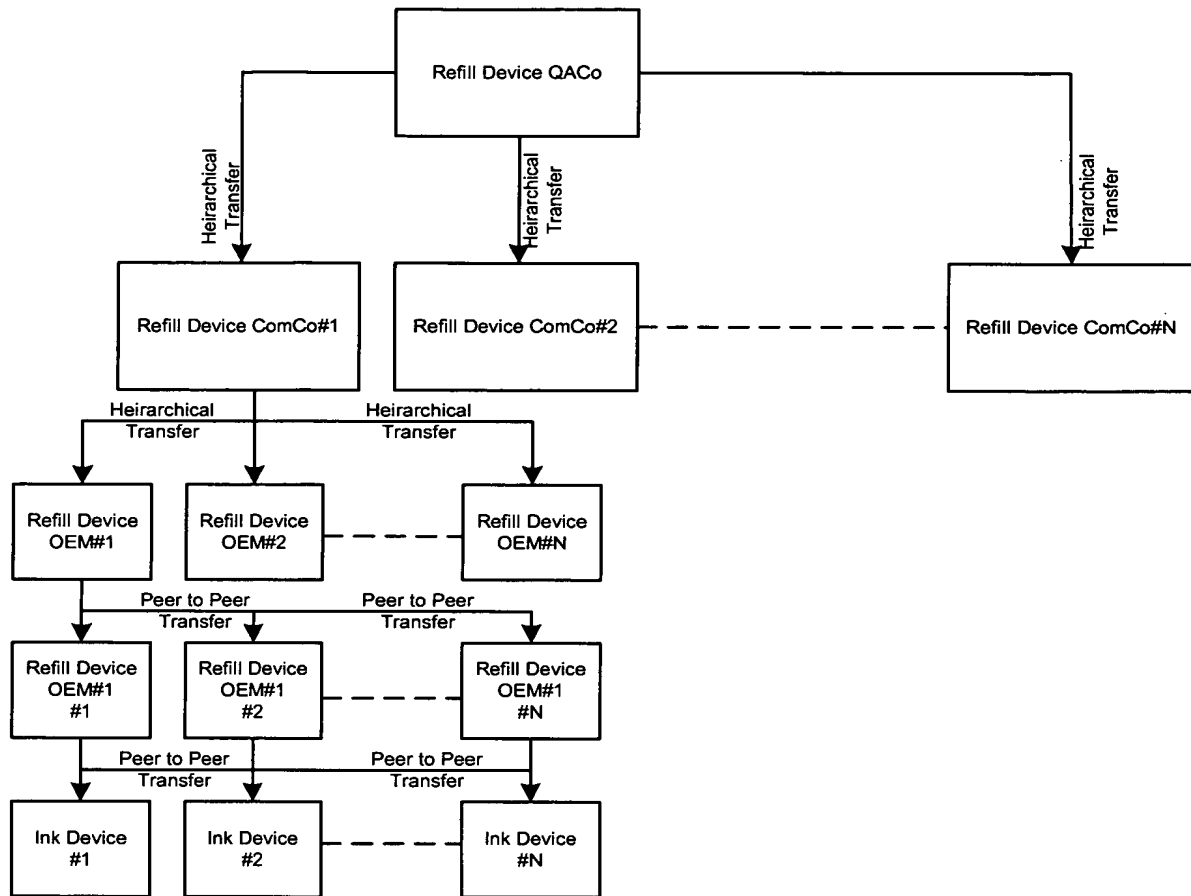 Refill Device QACo
Heirarchical
Transfer
Heirarchical
Transfer
Heirarchical
Transfer
Refill Device ComCo#1
Refill Device ComCo#2
Refill Device ComCo#N
Heirarchical
Transfer
Heirarchical
Transfer
Refill Device
OEM#1
Refill Device
OEM#2
Refill Device
OEM#N
Peer to Peer
Transfer
Peer to Peer
Transfer
Refill Device
OEM#1
#1
Refill Device
OEM#1
#2
Refill Device
OEM#1
#N
Peer to Peer
Transfer
Peer to Peer
Transfer
Ink Device
#1
Ink Device
#2
Ink Device
#N